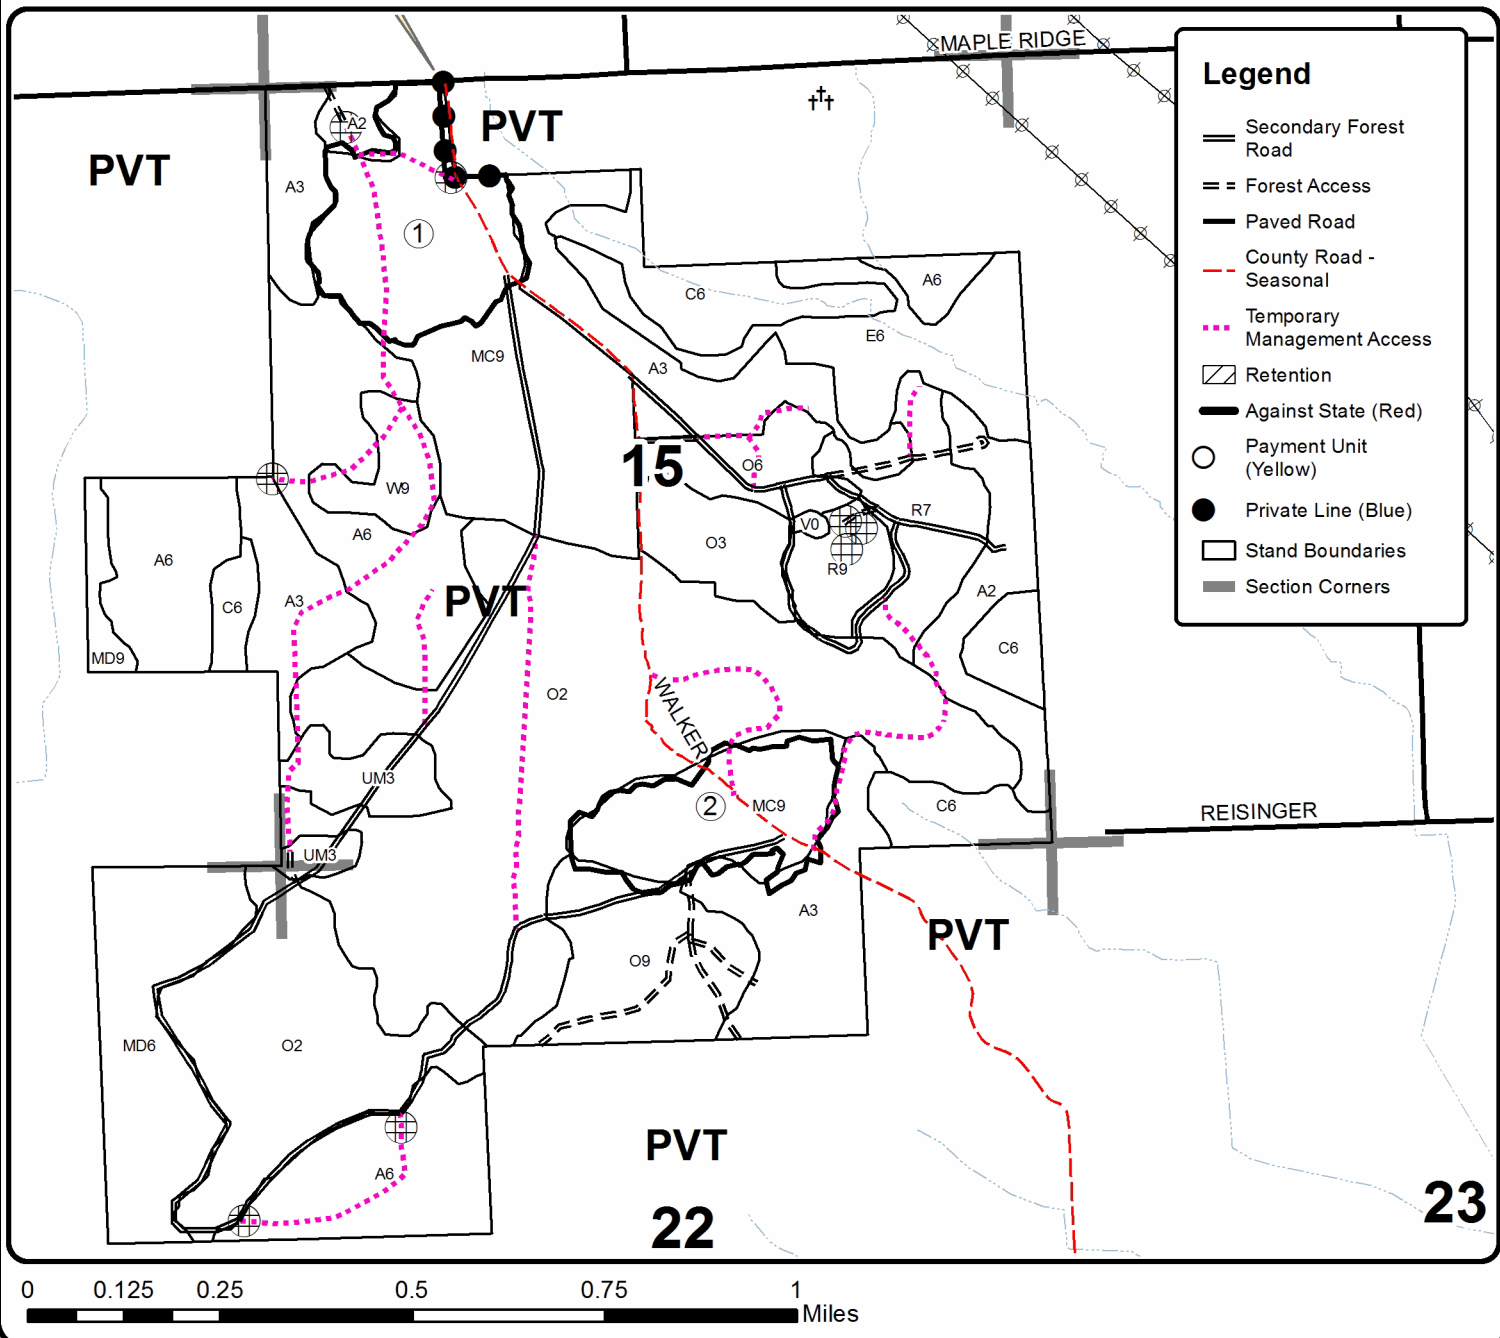 MAPLE RIDGE
Legend
Secondary Forest
Road
Forest Access
Paved Road
County Road -
Seasonal
Temporary
Management Access
Retention
Against State (Red)
Payment Unit
(Yellow)
Private Line (Blue)
Stand Boundaries
Section Corners
A2
PVT
PVT
A3
1
C6
A6
E6
MC9
A3
15
O6
W9
R7
V0
A6
O3
A6
R9
A2
C6
A3
PVT
C6
MD9
O2
WALKER
UM3
2
MC9
C6
REISINGER
UM3
A3
PVT
O9
MD6
O2
PVT
A6
22
23
0
0.125
0.25
0.5
0.75
1
Miles